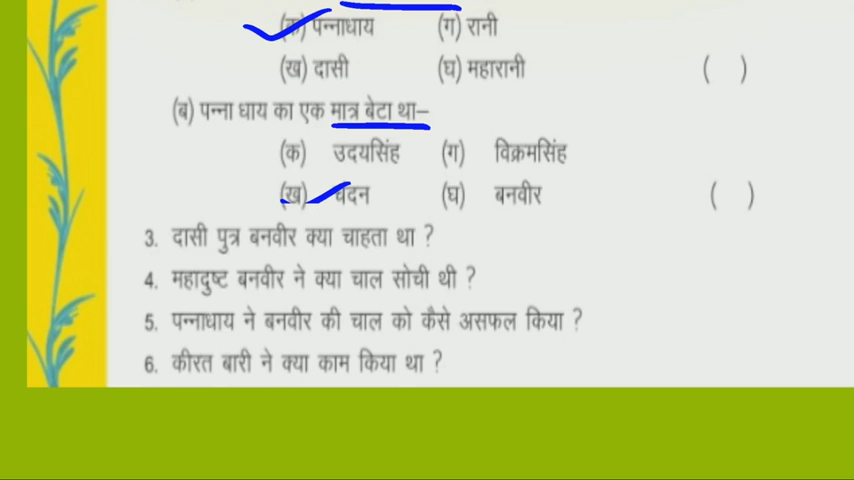 (क) पन्नाधाय (ग) रानी
(ख) दासी (घ) महारानी ( )
(ब) पन्ना धाय का एक मात्र बेटा था–
(क) उदयसिंह (ग) विक्रमसिंह
(ख) चंदन (घ) बनवीर ( )
3. दासी पुत्र बनवीर क्या चाहता था ?
4. महादुष्ट बनवीर ने क्या चाल सोची थी ?
5. पन्नाधाय ने बनवीर की चाल को कैसे असफल किया ?
6. कीरत बारी ने क्या काम किया था ?